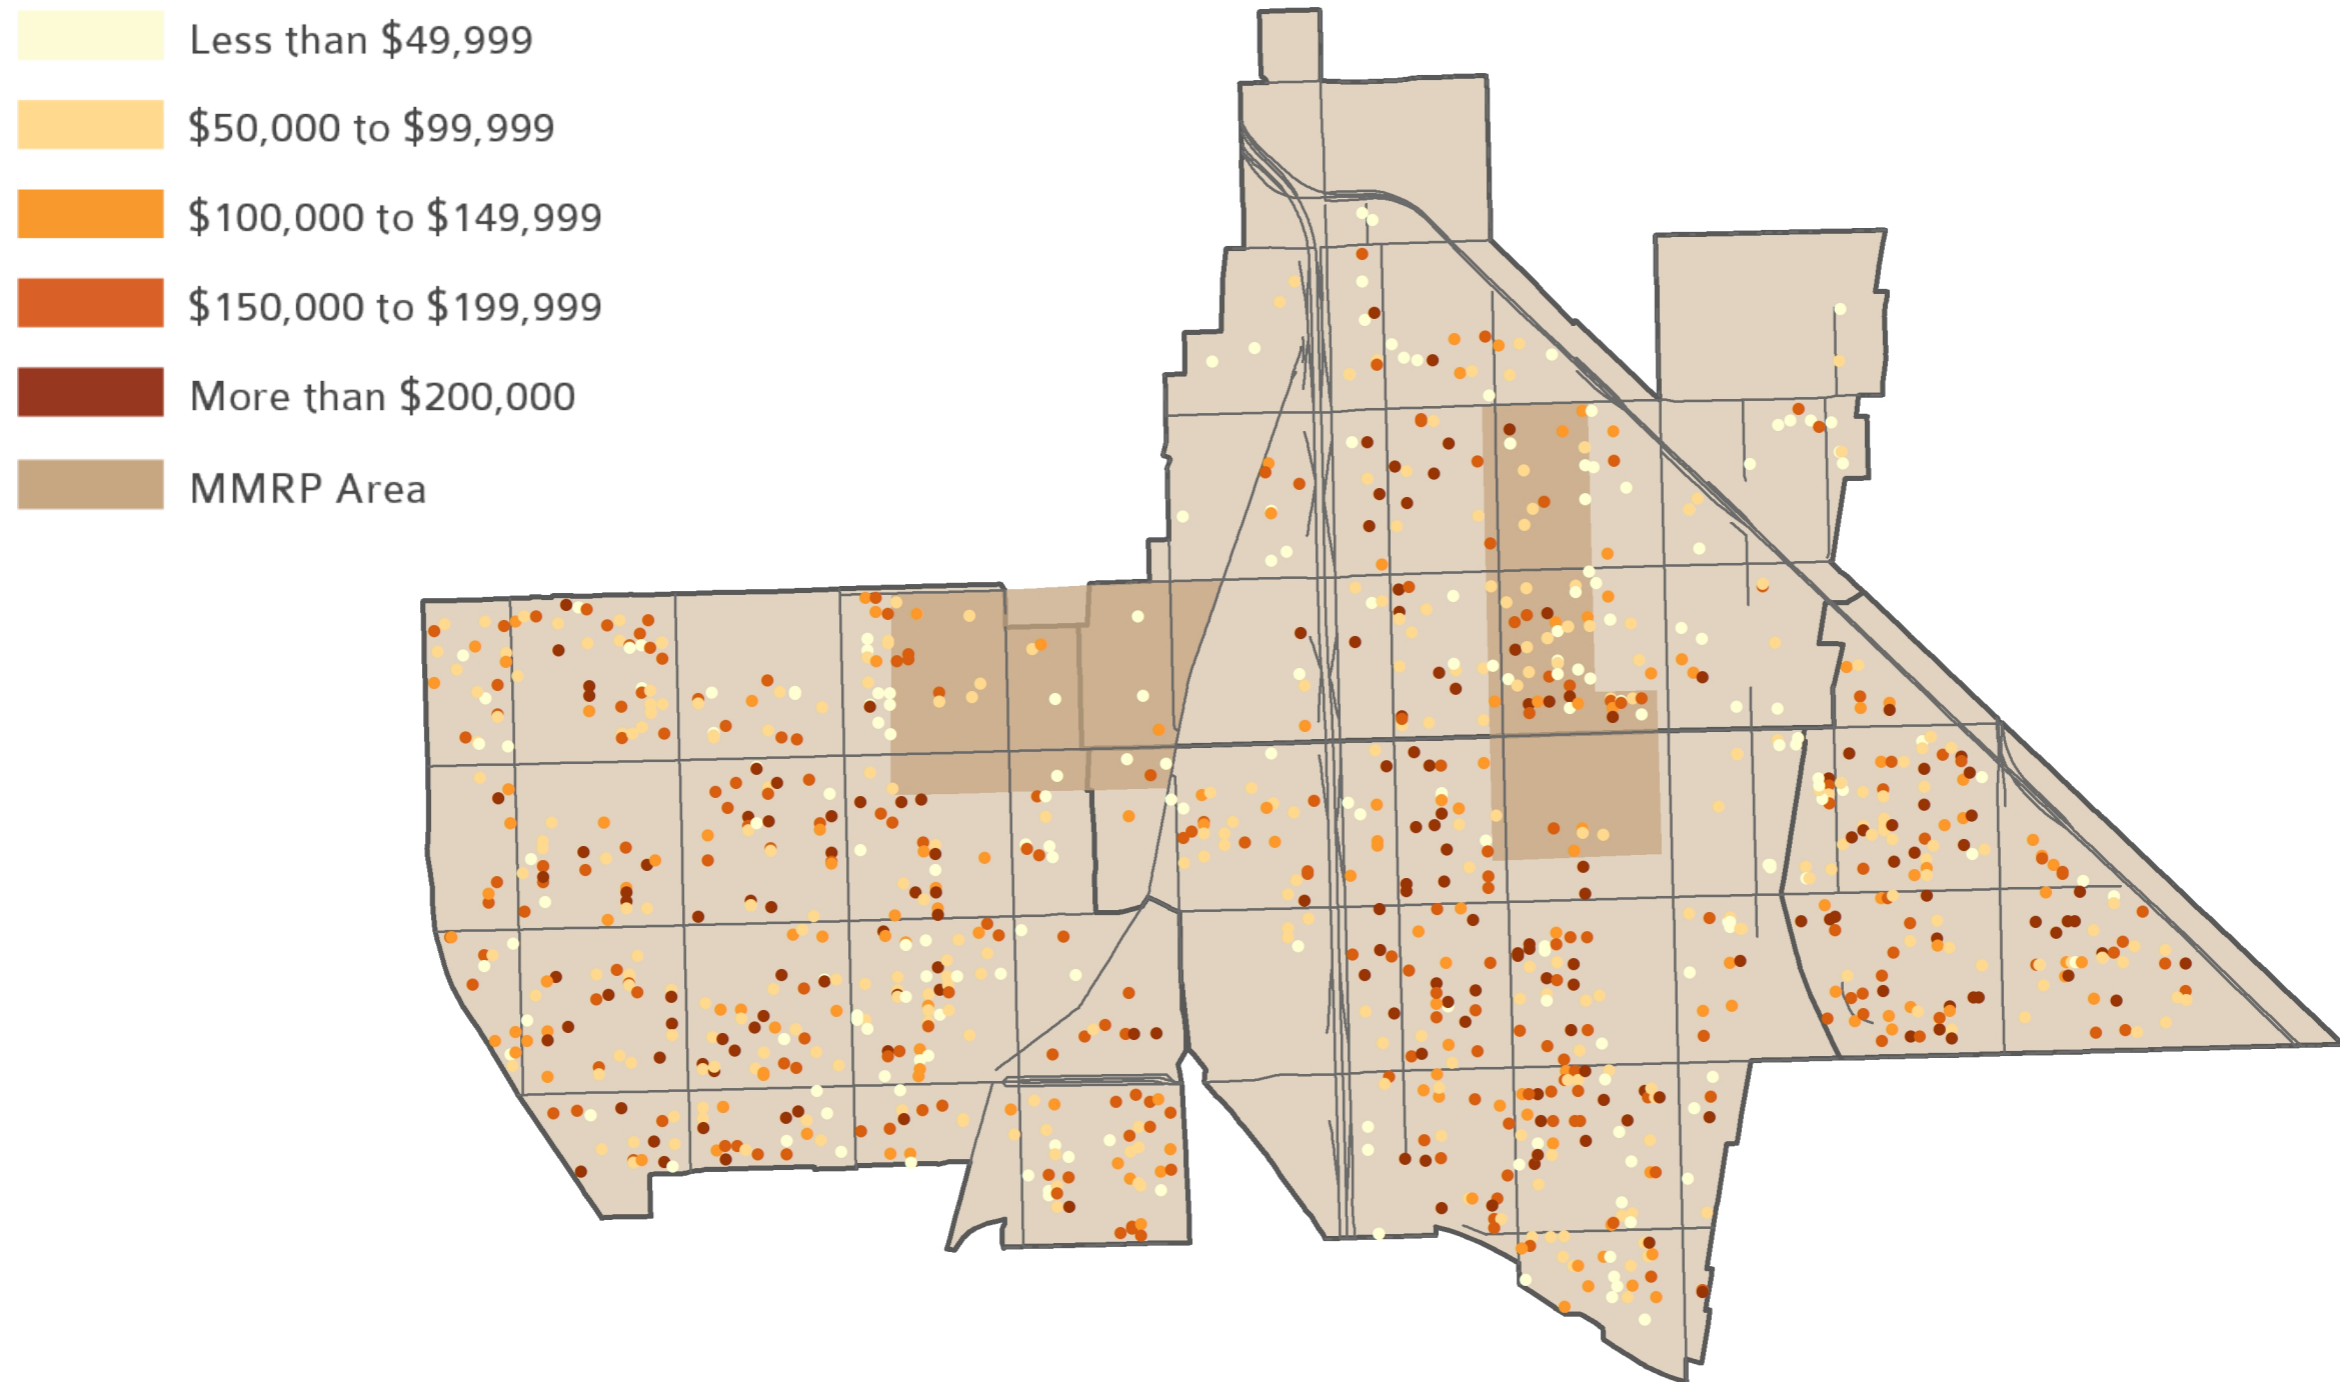 Less than $49,999
$50,000 to $99,999
$100,000 to $149,999
$150,000 to $199,999
More than $200,000
MMRP Area